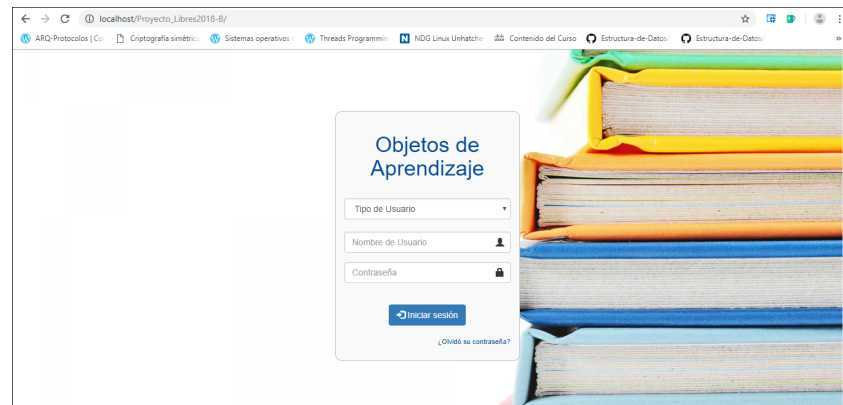 localhost/Proyecto_Libres2018-B/
ARQ-Protocolos | Co
Criptografía simétrica
Sistemas operativos
Threads Programmin
NDG Linux Unhatche
Contenido del Curso
Estructura-de-Datos
Estructura-de-Datos
»
Objetos de
Aprendizaje
Tipo de Usuario
Nombre de Usuario
Contraseña
Iniciar sesión
¿Olvidó su contraseña?